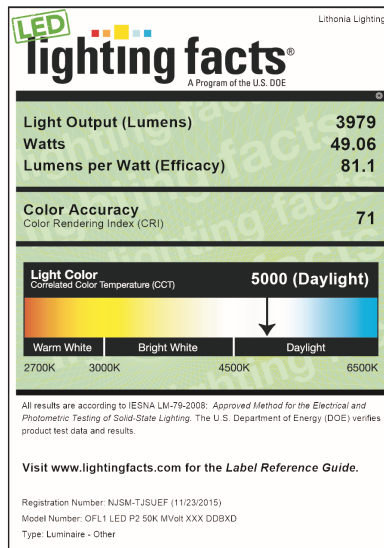 LED
Lithonia Lighting
lighting facts®
A Program of the U.S. DOE
Light Output (Lumens) 3979
Watts 49.06
Lumens per Watt (Efficacy) 81.1
Color Accuracy
Color Rendering Index (CRI) 71
Light Color
Correlated Color Temperature (CCT) 5000 (Daylight)
Warm White Bright White Daylight
2700K 3000K 4500K 6500K
All results are according to IESNA LM-79-2008: Approved Method for the Electrical and
Photometric Testing of Solid-State Lighting. The U.S. Department of Energy (DOE) verifies
product test data and results.
Visit www.lightingfacts.com for the Label Reference Guide.
Registration Number: NJSM-TJSUEF (11/23/2015)
Model Number: OFL1 LED P2 50K MVolt XXX DDBXD
Type: Luminaire - Other